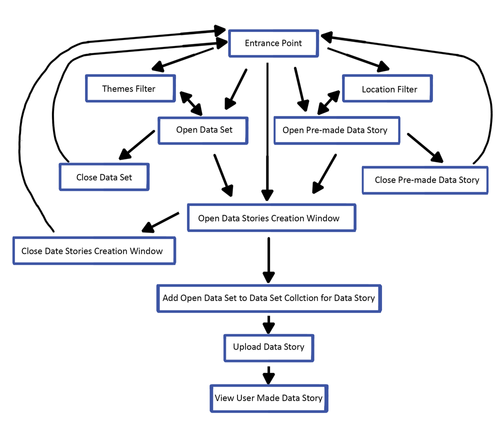 Entrance Point
Themes Filter
Location Filter
Open Data Set
Open Pre-made Data Story
Close Data Set
Close Pre-made Data Story
Open Data Stories Creation Window
Close Date Stories Creation Window
Add Open Data Set to Data Set Collction for Data Story
Upload Data Story
View User Made Data Story